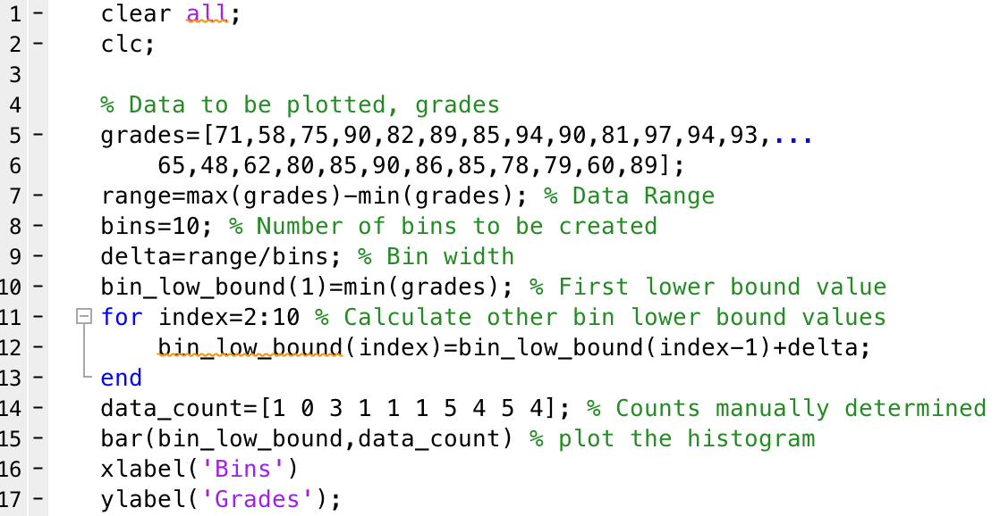 1 - clear all;
2 - clc;
3
4 % Data to be plotted, grades
5 - grades=[71,58,75,90,82,89,85,94,90,81,97,94,93,...
6 65,48,62,80,85,90,86,85,78,79,60,89];
7 - range=max(grades)-min(grades); % Data Range
8 - bins=10; % Number of bins to be created
9 - delta=range/bins; % Bin width
10 - bin_low_bound(1)=min(grades); % First lower bound value
11 - for index=2:10 % Calculate other bin lower bound values
12 - bin_low_bound(index)=bin_low_bound(index-1)+delta;
13 - end
14 - data_count=[1 0 3 1 1 1 5 4 5 4]; % Counts manually determined
15 - bar(bin_low_bound,data_count) % plot the histogram
16 - xlabel('Bins')
17 - ylabel('Grades');